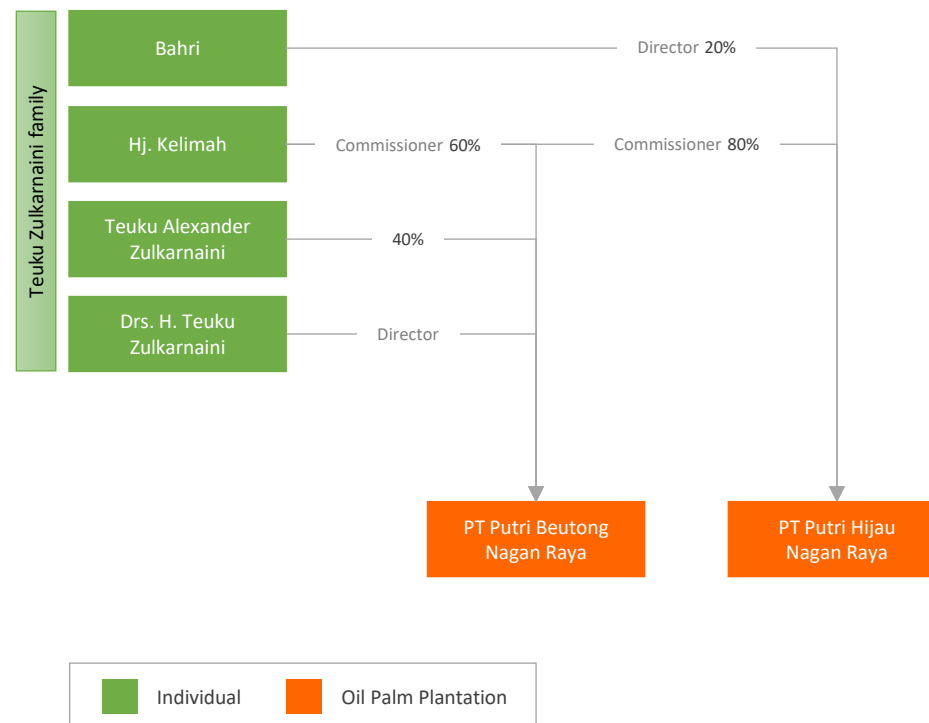 Teuku Zulkarnaini family
Bahri
Director 20%
Hj. Kelimah
Commissioner 60%
Commissioner 80%
Teuku Alexander
Zulkarnaini
40%
Drs. H. Teuku
Zulkarnaini
Director
PT Putri Beutong
Nagan Raya
PT Putri Hijau
Nagan Raya
Individual
Oil Palm Plantation